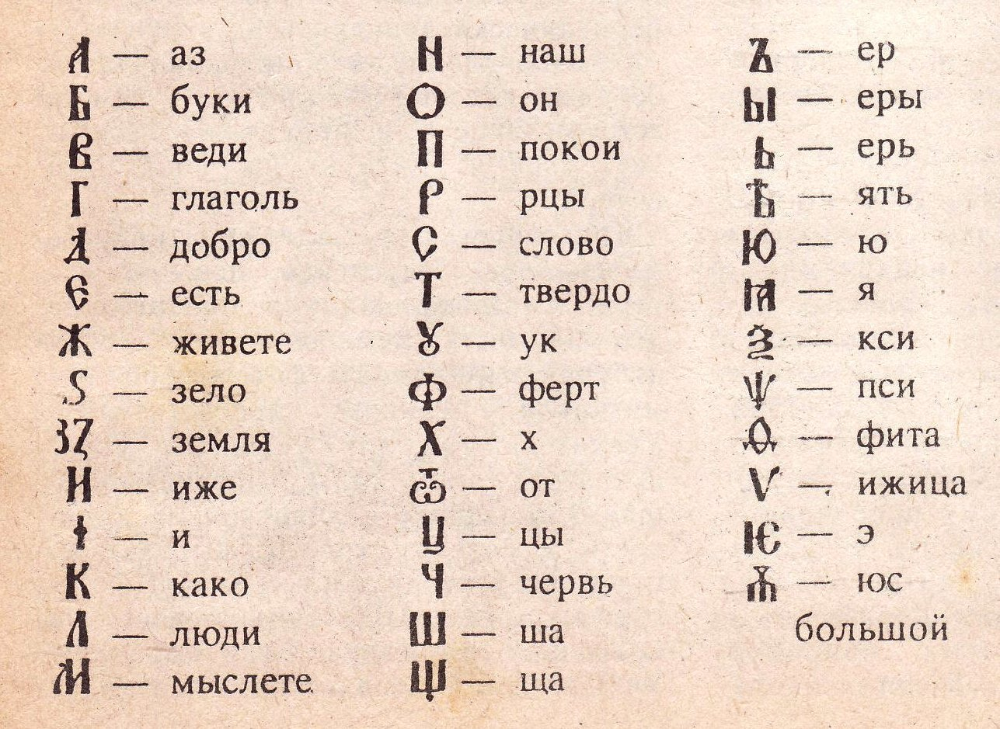 А — аз
Б — буки
В — веди
Г — глаголь
Д — добро
Є — есть
Ж — живете
Ѕ — зело
ЗꙀ — земля
И — иже
І — и
К — како
Л — люди
М — мыслете
Н — наш
О — он
П — покои
Р — рцы
С — слово
Т — твердо
Ꙋ — ук
Ф — ферт
Х — х
Ѿ — от
Ц — цы
Ч — червь
Ш — ша
Щ — ща
Ъ — ер
Ы — еры
Ь — ерь
Ѣ — ять
Ю — ю
Ꙗ — я
Ѯ — кси
Ѱ — пси
Ѳ — фита
Ѵ — ижица
Ѥ — э
Ѫ — юс
большой